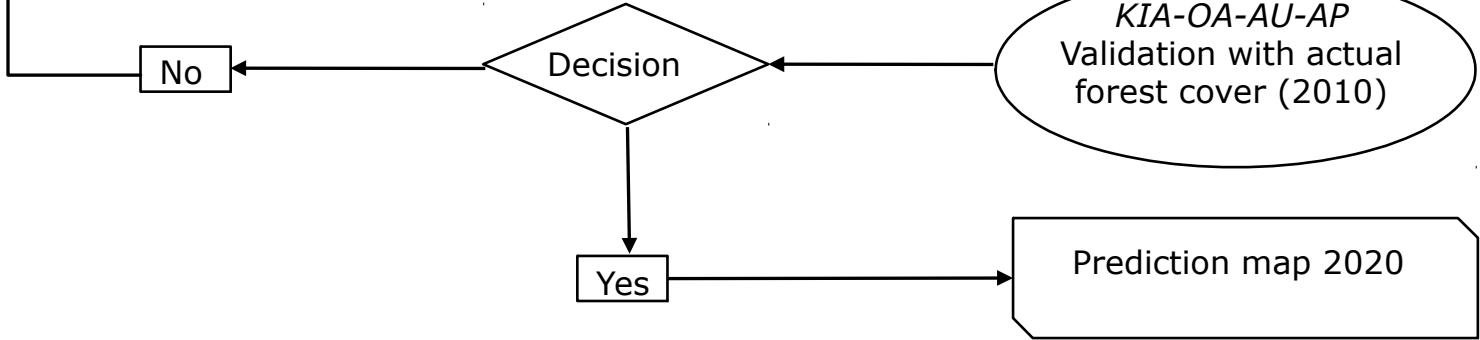 KIA-OA-AU-AP
Validation with actual
forest cover (2010)
Decision
No
Yes
Prediction map 2020